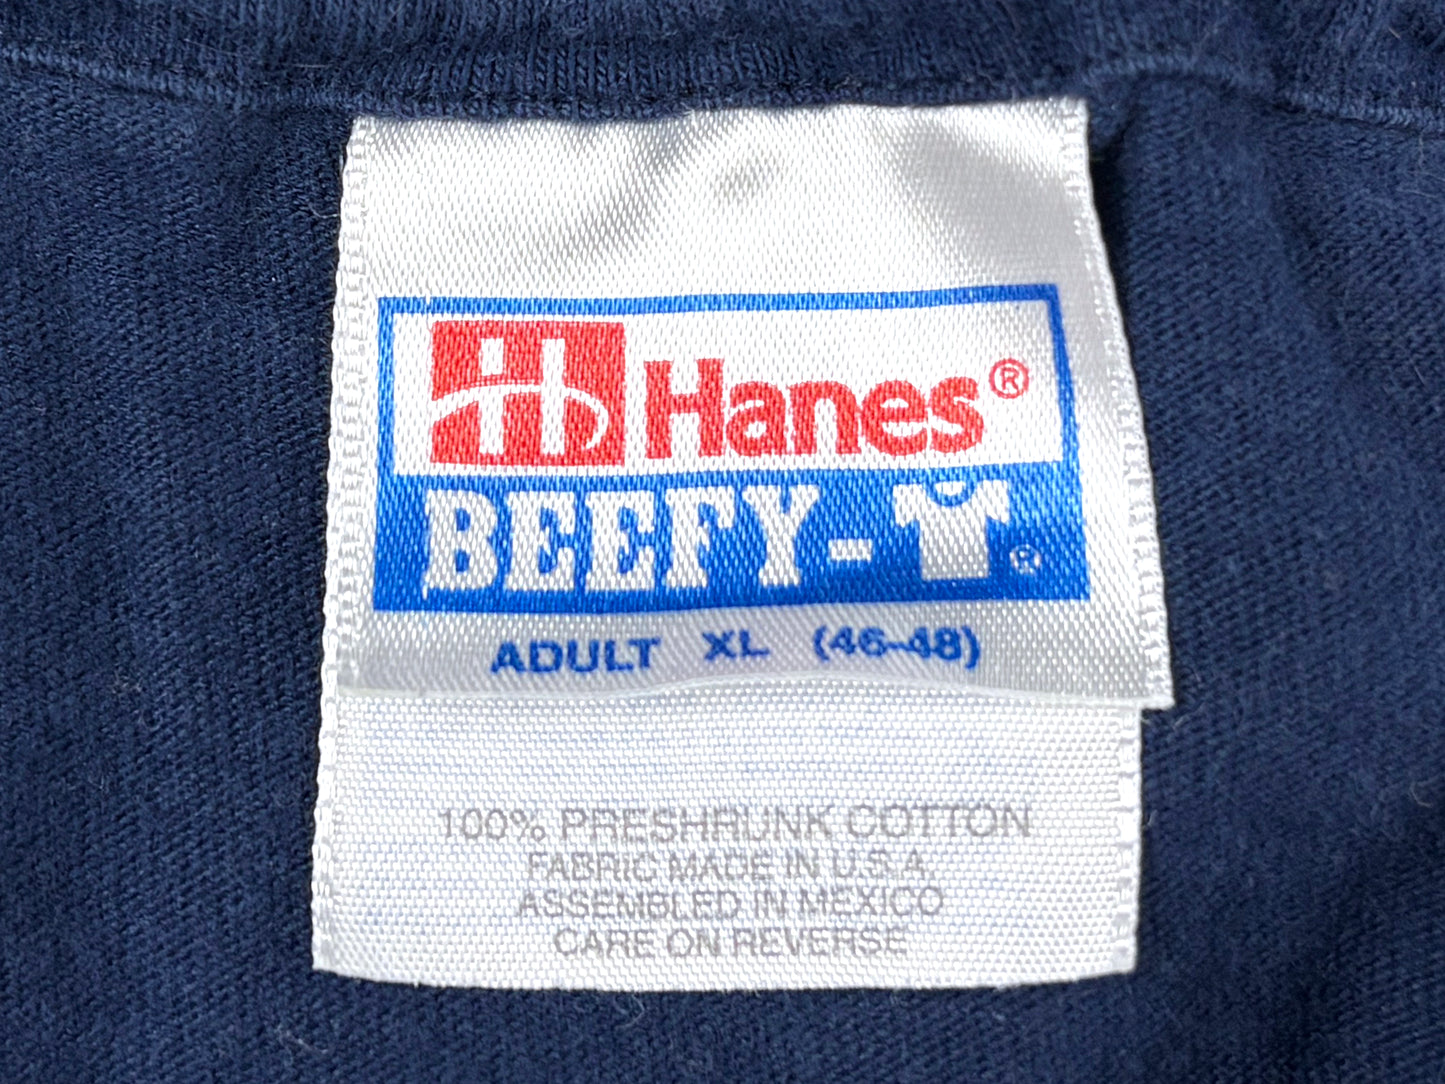 Hanes®
BEEFY-T®
ADULT XL (46-48)
100% PRESHRUNK COTTON
FABRIC MADE IN U.S.A.
ASSEMBLED IN MEXICO
CARE ON REVERSE